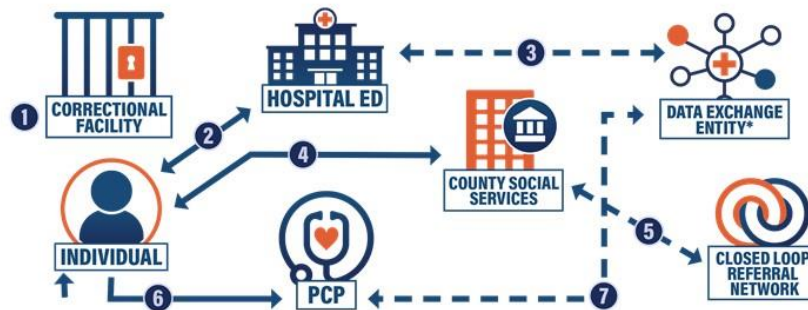 1
CORRECTIONAL
FACILITY
HOSPITAL ED
3
DATA EXCHANGE
ENTITY*
2
4
COUNTY SOCIAL
SERVICES
INDIVIDUAL
5
CLOSED LOOP
REFERRAL
NETWORK
6
PCP
7